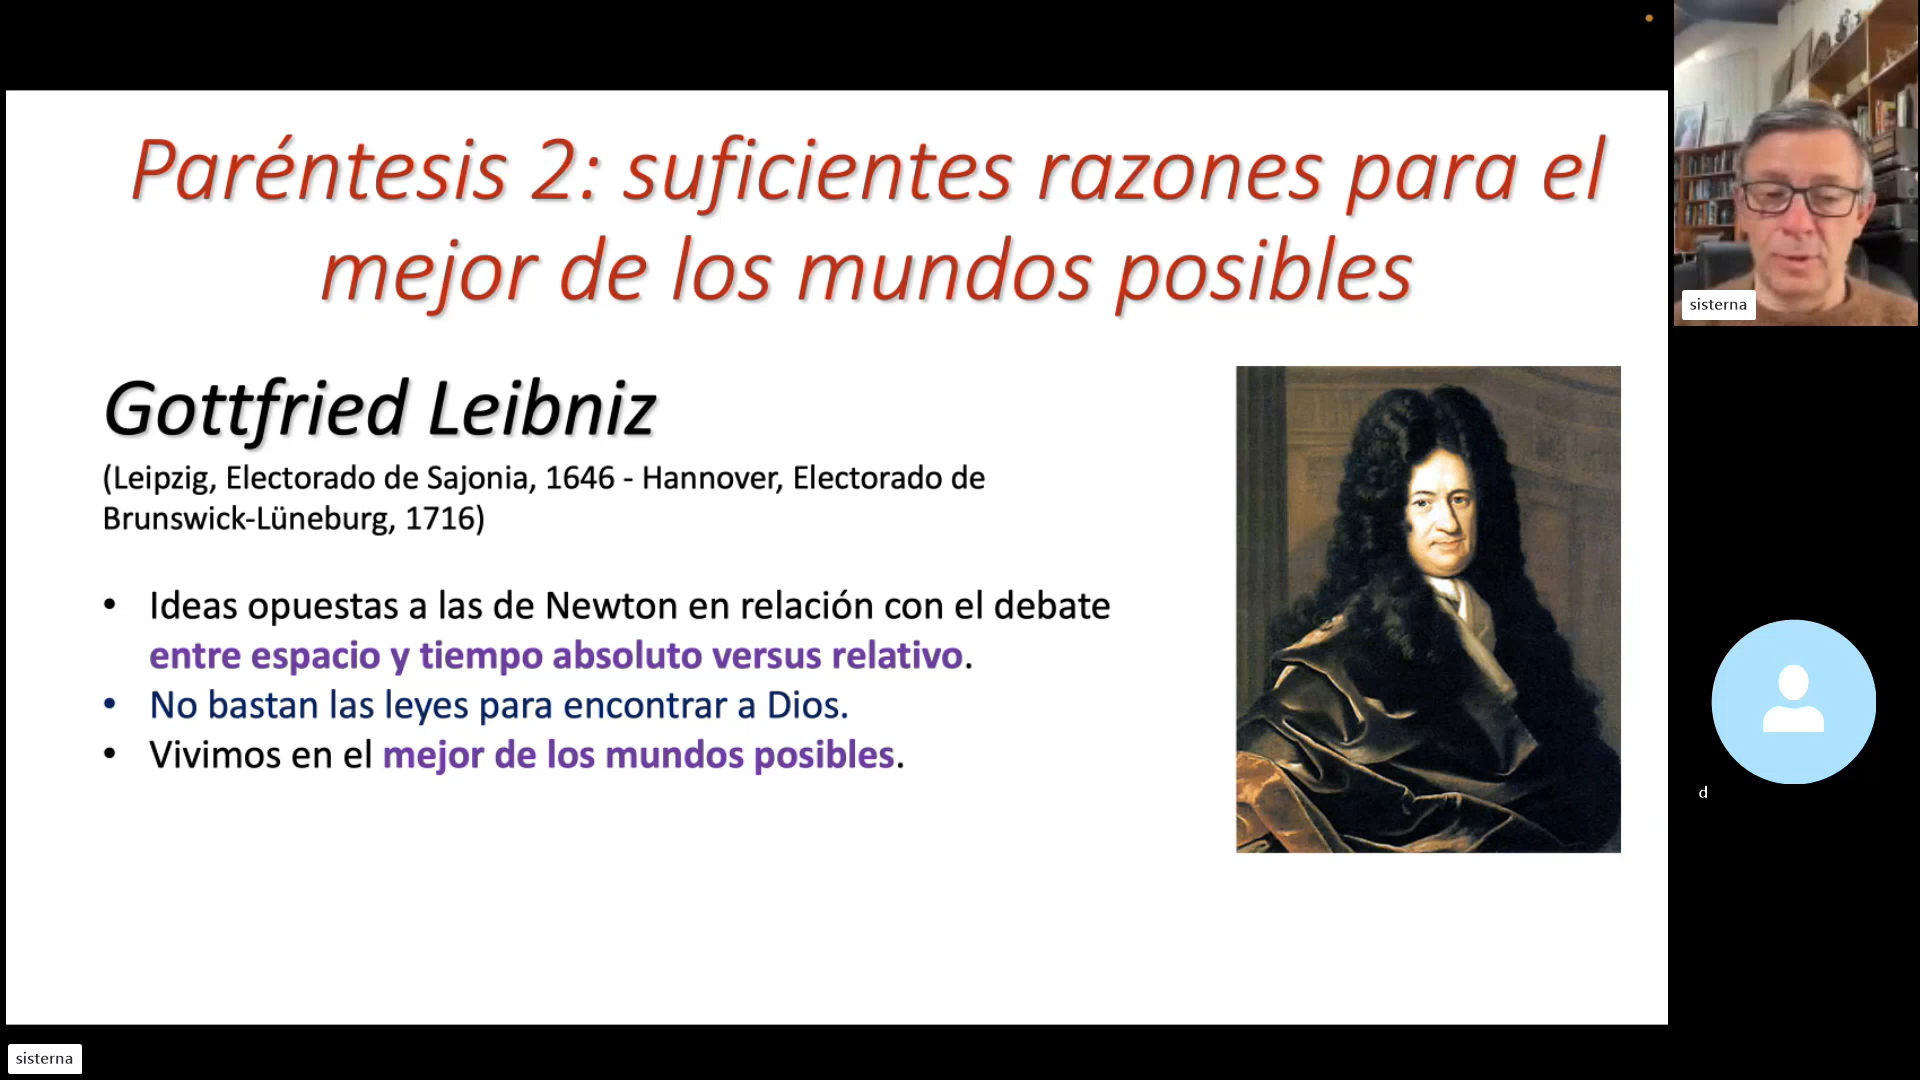 Paréntesis 2: suficientes razones para el
mejor de los mundos posibles
Gottfried Leibniz
(Leipzig, Electorado de Sajonia, 1646 - Hannover, Electorado de
Brunswick-Lüneburg, 1716)
• Ideas opuestas a las de Newton en relación con el debate
entre espacio y tiempo absoluto versus relativo.
• No bastan las leyes para encontrar a Dios.
• Vivimos en el mejor de los mundos posibles.
sisterna
d
sisterna